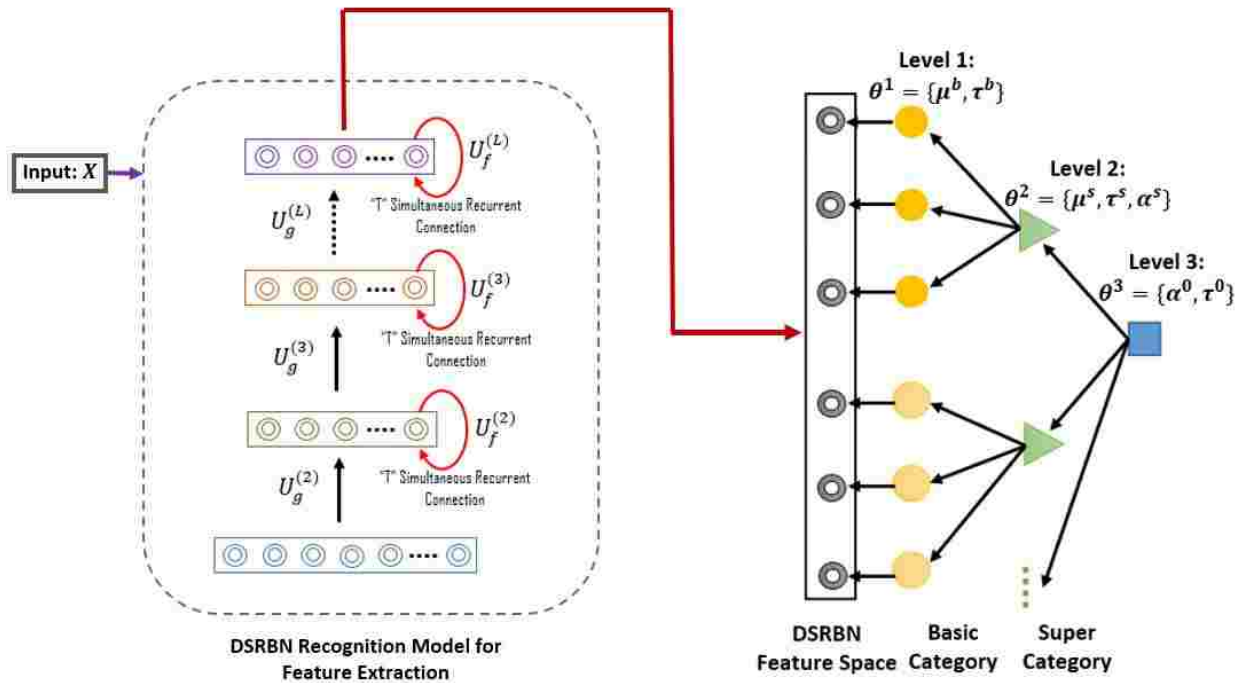 Input: X
U_f^{(L)}
"T" Simultaneous Recurrent
Connection
U_g^{(L)}
U_f^{(3)}
"T" Simultaneous Recurrent
Connection
U_g^{(3)}
U_f^{(2)}
"T" Simultaneous Recurrent
Connection
U_g^{(2)}
DSRBN Recognition Model for
Feature Extraction
Level 1:
θ^1 = {μ^b, τ^b}
Level 2:
θ^2 = {μ^s, τ^s, α^s}
Level 3:
θ^3 = {α^0, τ^0}
DSRBN
Feature Space
Basic
Category
Super
Category